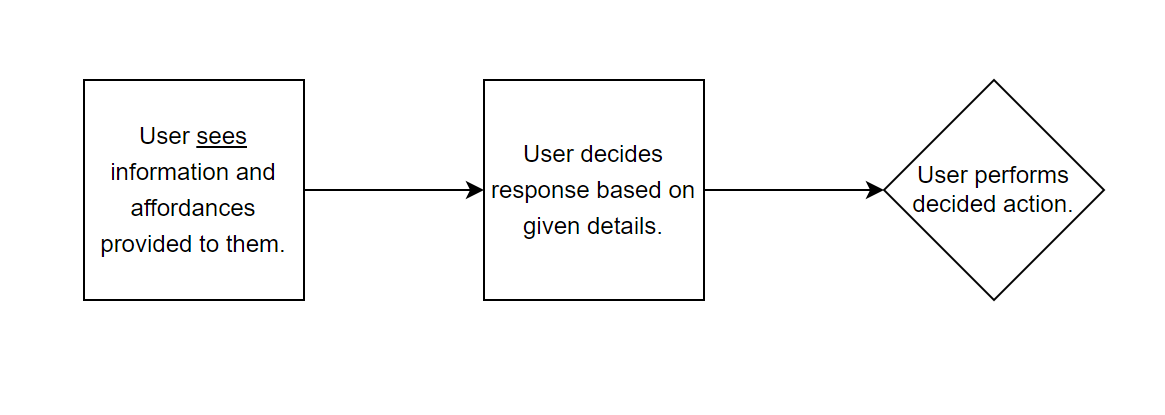 User sees
information and
affordances
provided to them.
User decides
response based on
given details.
User performs
decided action.